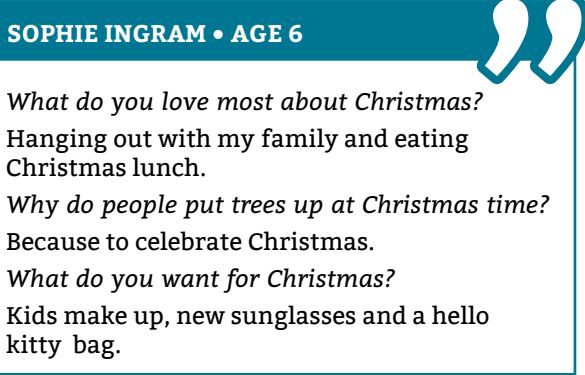 SOPHIE INGRAM • AGE 6
What do you love most about Christmas?
Hanging out with my family and eating
Christmas lunch.
Why do people put trees up at Christmas time?
Because to celebrate Christmas.
What do you want for Christmas?
Kids make up, new sunglasses and a hello
kitty  bag.